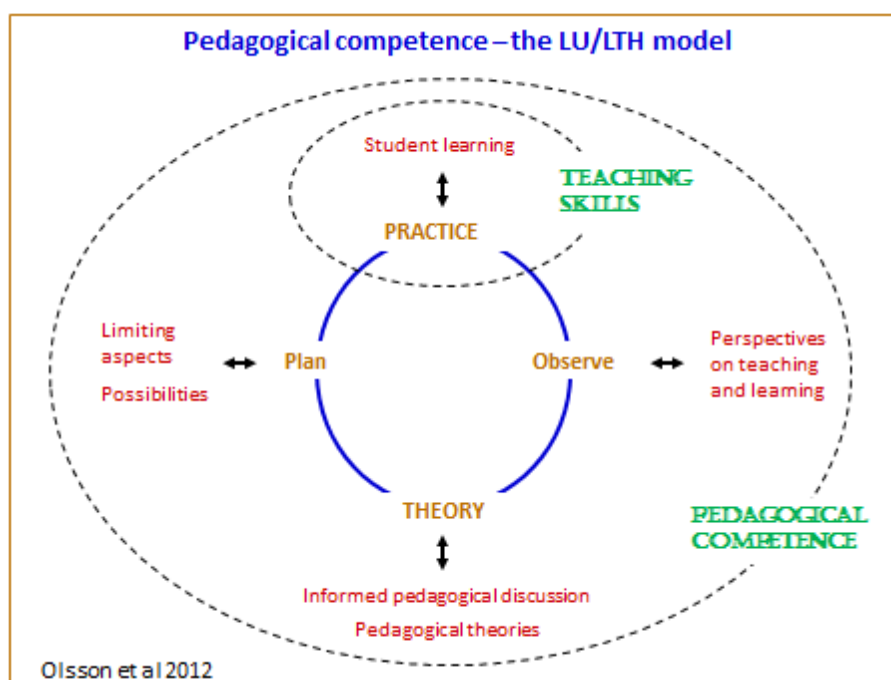 Pedagogical competence – the LU/LTH model
Student learning
TEACHING
SKILLS
PRACTICE
Limiting
aspects
Possibilities
Plan
Observe
Perspectives
on teaching
and learning
THEORY
PEDAGOGICAL
COMPETENCE
Informed pedagogical discussion
Pedagogical theories
Olsson et al 2012